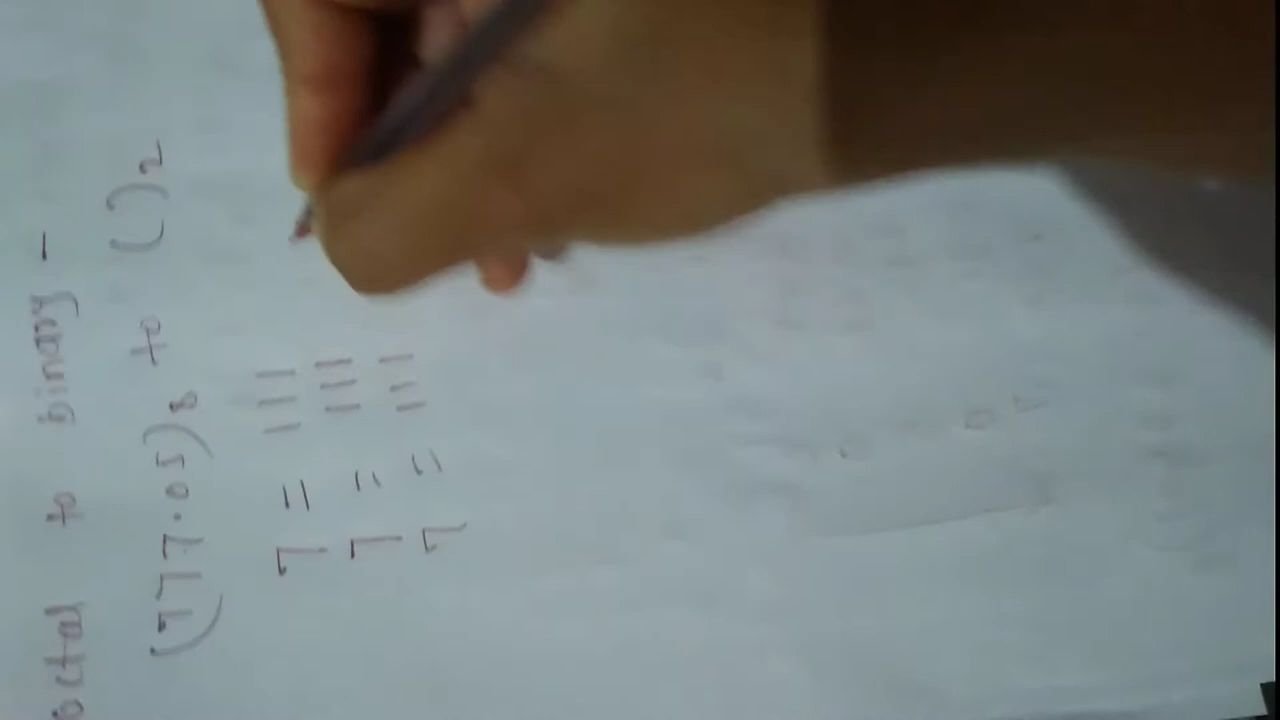 octal to binary -
(777.05)₈ to ( )₂
7 = 111
7 = 111
7 = 111